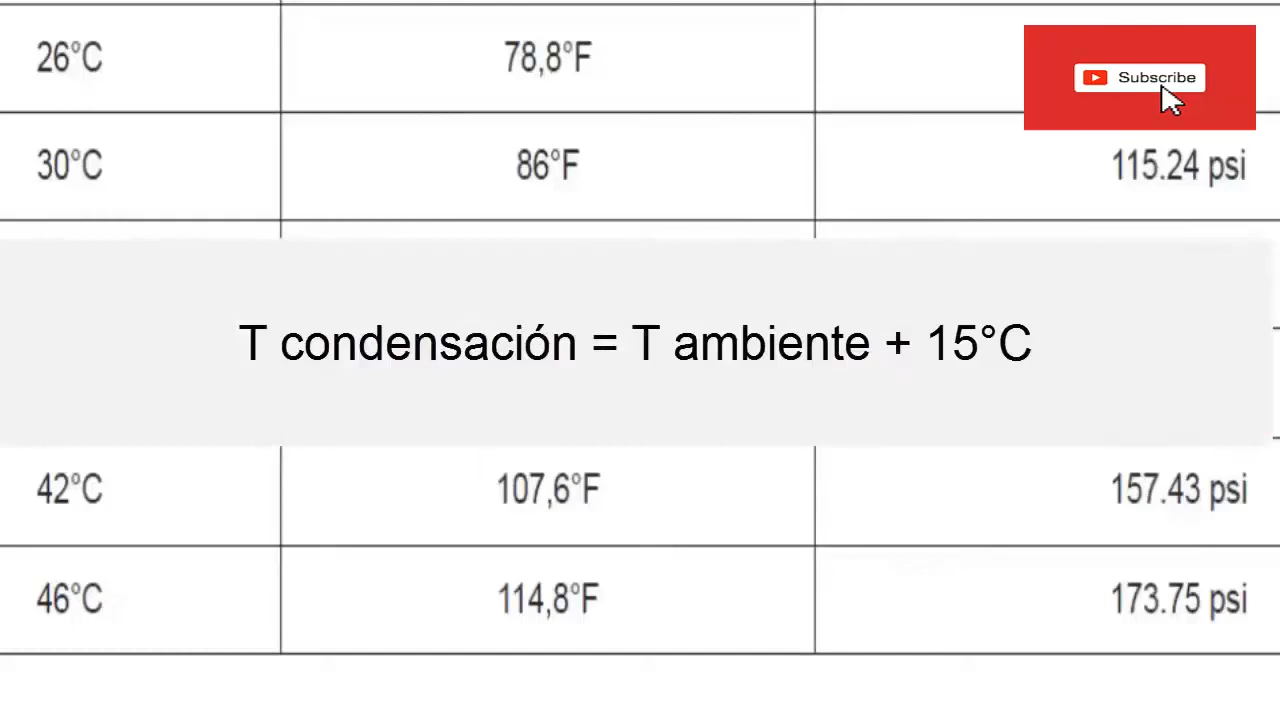 26°C 78,8°F
Subscribe
30°C 86°F 115.24 psi
T condensación = T ambiente + 15°C
42°C 107,6°F 157.43 psi
46°C 114,8°F 173.75 psi